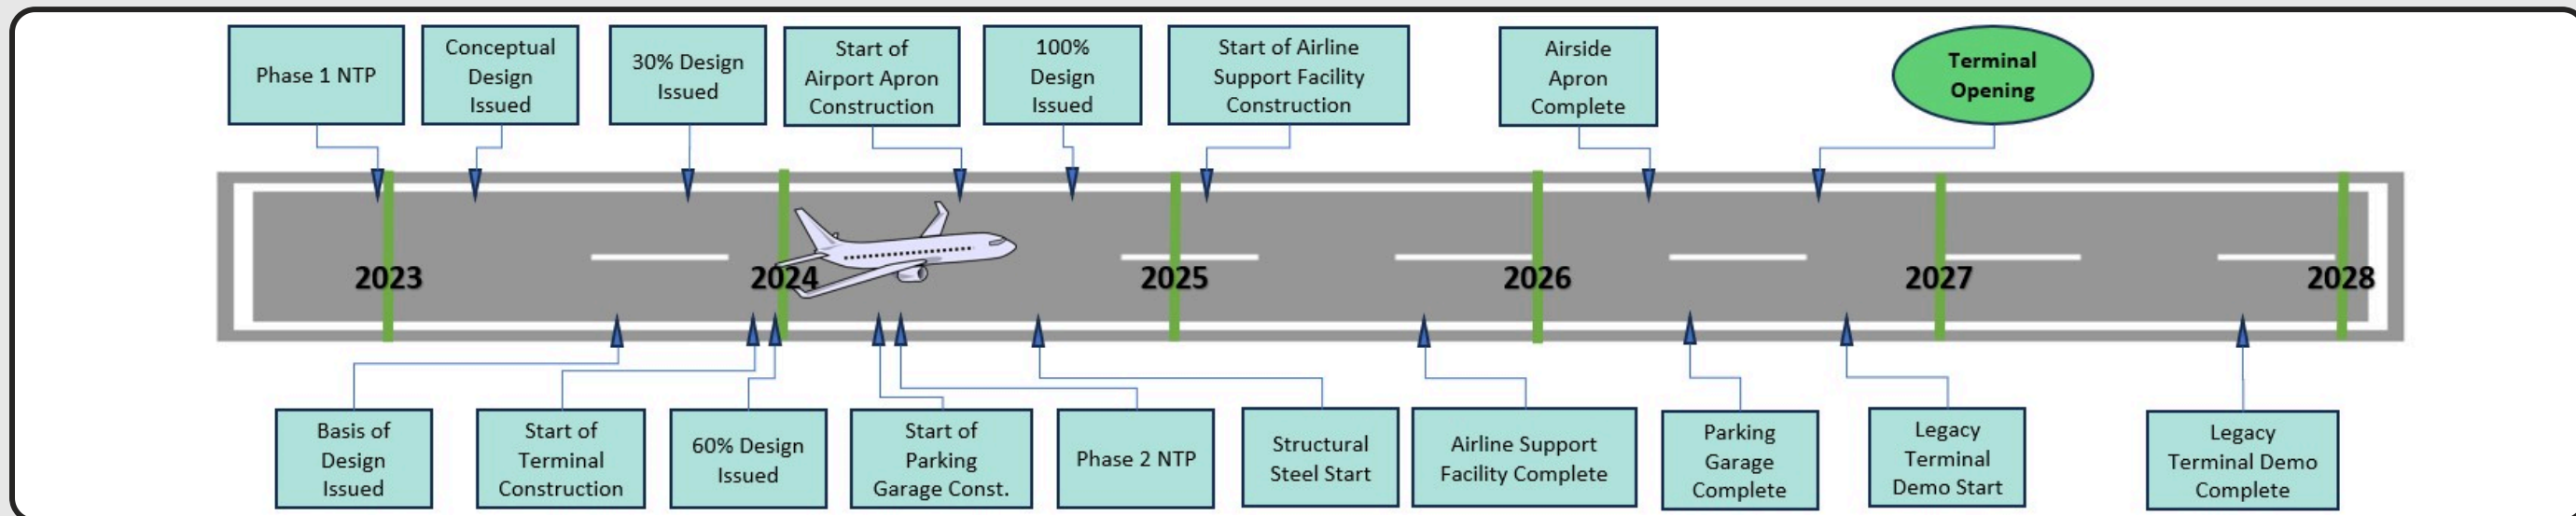 Phase 1 NTP
Conceptual
Design
Issued
30% Design
Issued
Start of
Airport Apron
Construction
100%
Design
Issued
Start of Airline
Support Facility
Construction
Airside
Apron
Complete
Terminal
Opening
2023
2024
2025
2026
2027
2028
Basis of
Design
Issued
Start of
Terminal
Construction
60% Design
Issued
Start of
Parking
Garage Const.
Phase 2 NTP
Structural
Steel Start
Airline Support
Facility Complete
Parking
Garage
Complete
Legacy
Terminal
Demo Start
Legacy
Terminal Demo
Complete